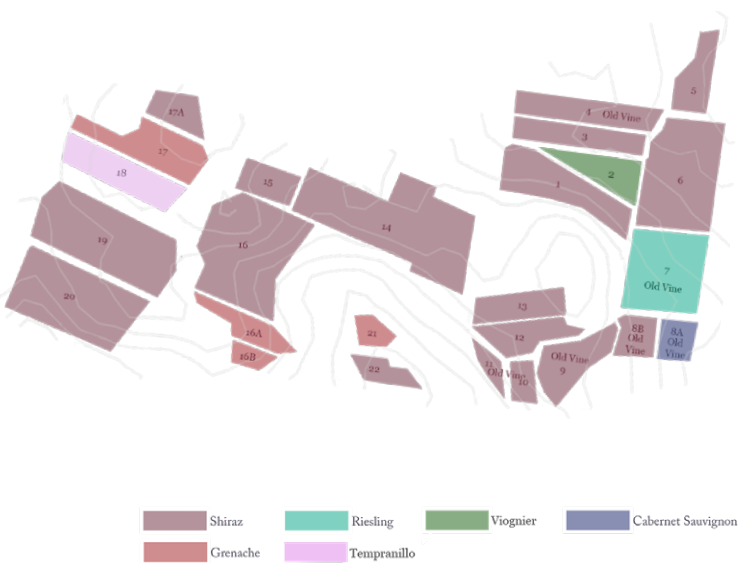 5
4 Old Vine
17A
3
17
18
2
6
15
1
14
19
16
7
Old Vine
20
13
16A
21
12
8B
Old
Vine
8A
Old
Vine
16B
22
11
Old Vine
10
Old Vine
9
Shiraz
Riesling
Viognier
Cabernet Sauvignon
Grenache
Tempranillo